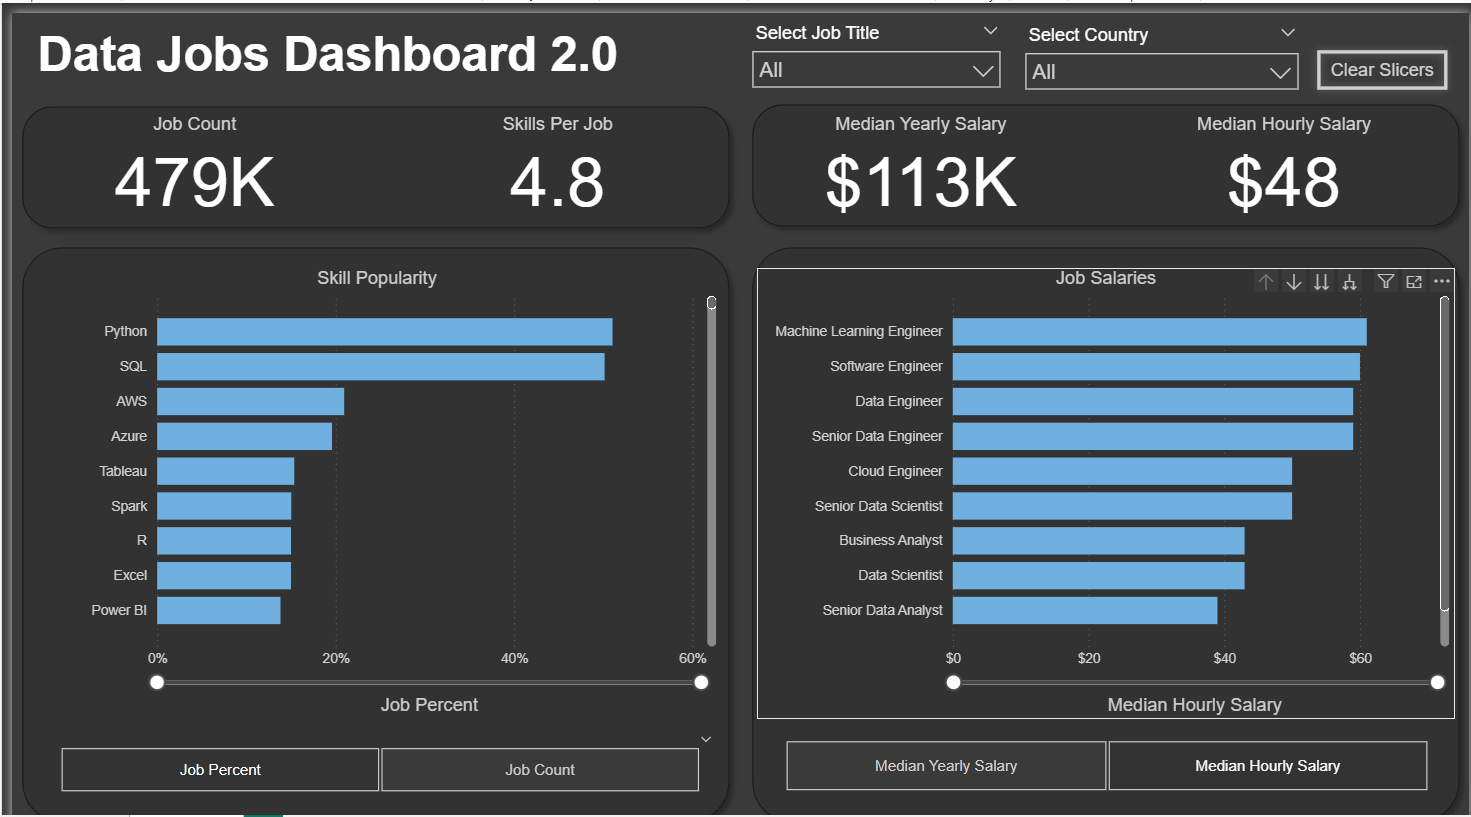 Data Jobs Dashboard 2.0
Select Job Title
All
Select Country
All
Clear Slicers
Job Count
479K
Skills Per Job
4.8
Median Yearly Salary
$113K
Median Hourly Salary
$48
Skill Popularity
Python
SQL
AWS
Azure
Tableau
Spark
R
Excel
Power BI
0% 20% 40% 60%
Job Percent
Job Percent
Job Count
Job Salaries
Machine Learning Engineer
Software Engineer
Data Engineer
Senior Data Engineer
Cloud Engineer
Senior Data Scientist
Business Analyst
Data Scientist
Senior Data Analyst
$0 $20 $40 $60
Median Hourly Salary
Median Yearly Salary
Median Hourly Salary